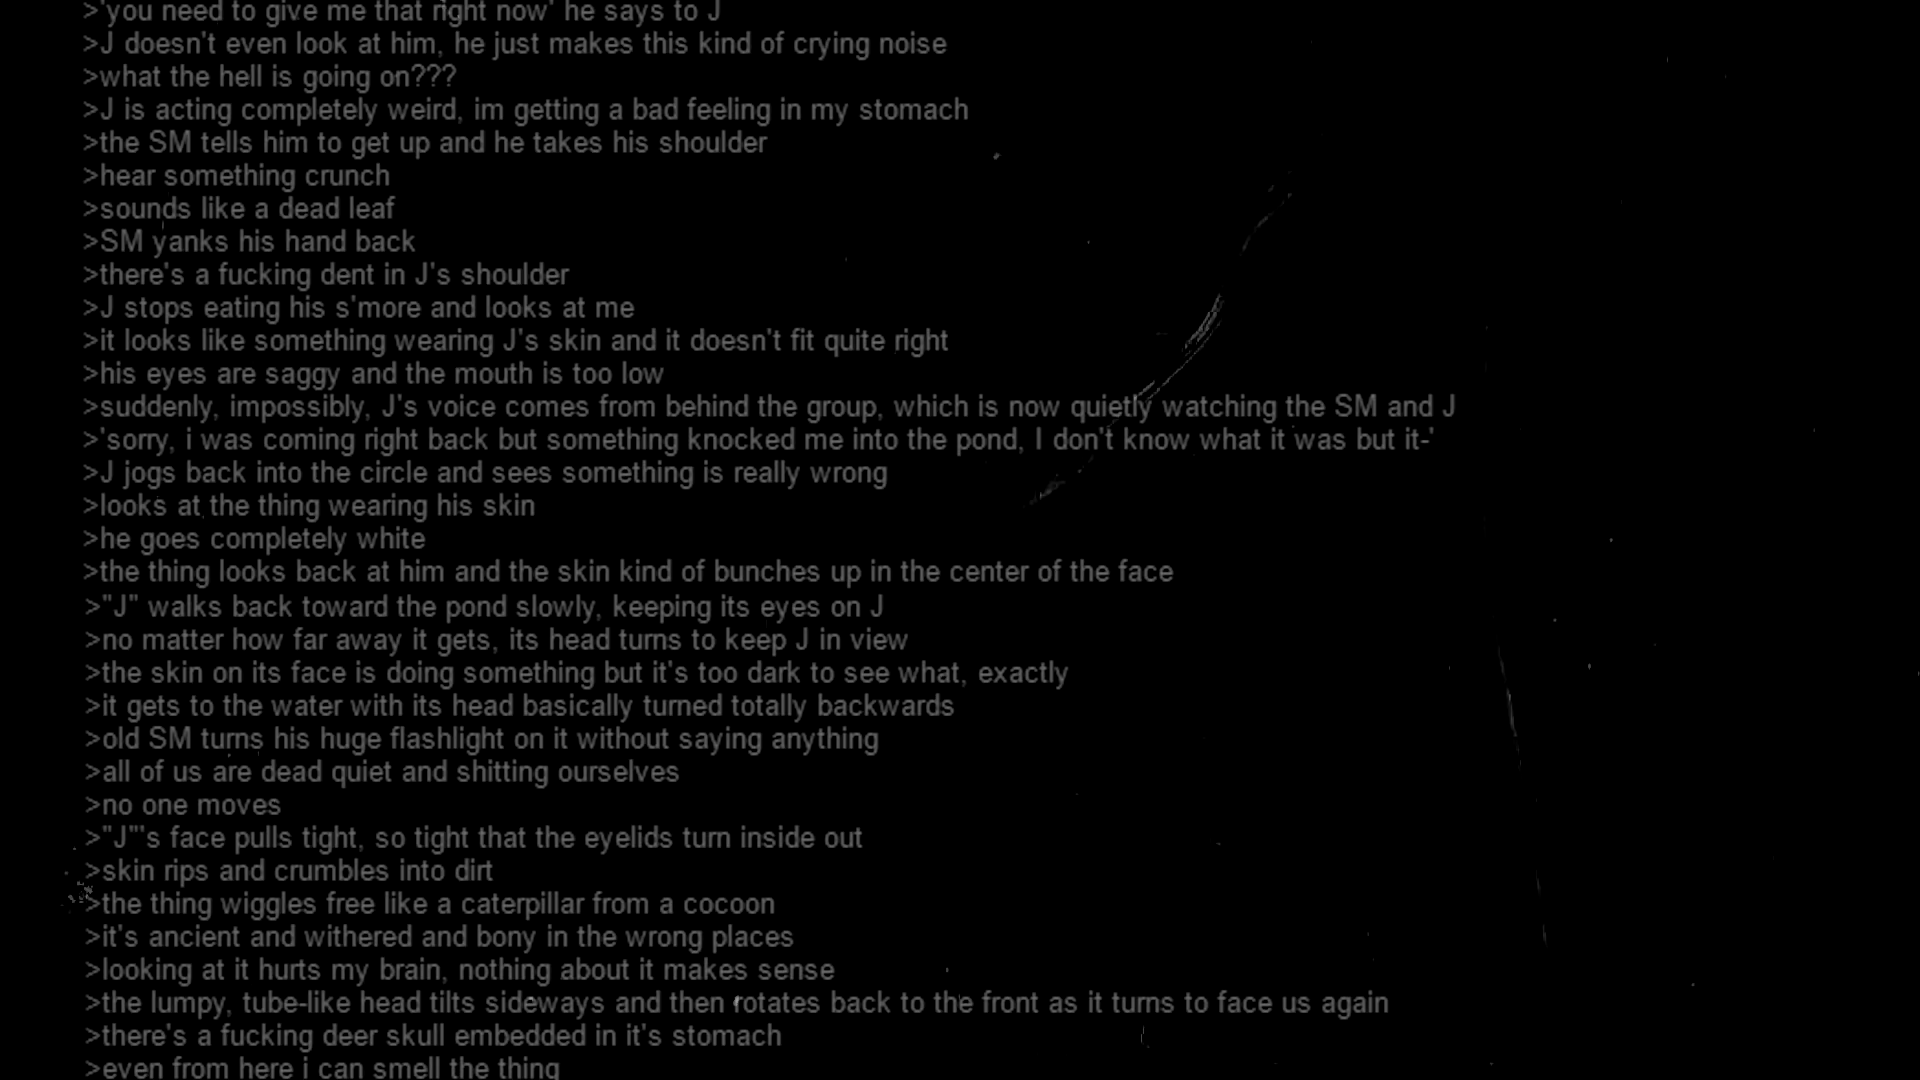 >'you need to give me that right now' he says to J
>J doesn't even look at him, he just makes this kind of crying noise
>what the hell is going on???
>J is acting completely weird, im getting a bad feeling in my stomach
>the SM tells him to get up and he takes his shoulder
>hear something crunch
>sounds like a dead leaf
>SM yanks his hand back
>there's a fucking dent in J's shoulder
>J stops eating his s'more and looks at me
>it looks like something wearing J's skin and it doesn't fit quite right
>his eyes are saggy and the mouth is too low
>suddenly, impossibly, J's voice comes from behind the group, which is now quietly watching the SM and J
>'sorry, i was coming right back but something knocked me into the pond, I don't know what it was but it-'
>J jogs back into the circle and sees something is really wrong
>looks at the thing wearing his skin
>he goes completely white
>the thing looks back at him and the skin kind of bunches up in the center of the face
>"J" walks back toward the pond slowly, keeping its eyes on J
>no matter how far away it gets, its head turns to keep J in view
>the skin on its face is doing something but it's too dark to see what, exactly
>it gets to the water with its head basically turned totally backwards
>old SM turns his huge flashlight on it without saying anything
>all of us are dead quiet and shitting ourselves
>no one moves
>"J"'s face pulls tight, so tight that the eyelids turn inside out
>skin rips and crumbles into dirt
>the thing wiggles free like a caterpillar from a cocoon
>it's ancient and withered and bony in the wrong places
>looking at it hurts my brain, nothing about it makes sense
>the lumpy, tube-like head tilts sideways and then rotates back to the front as it turns to face us again
>there's a fucking deer skull embedded in it's stomach
>even from here i can smell the thing